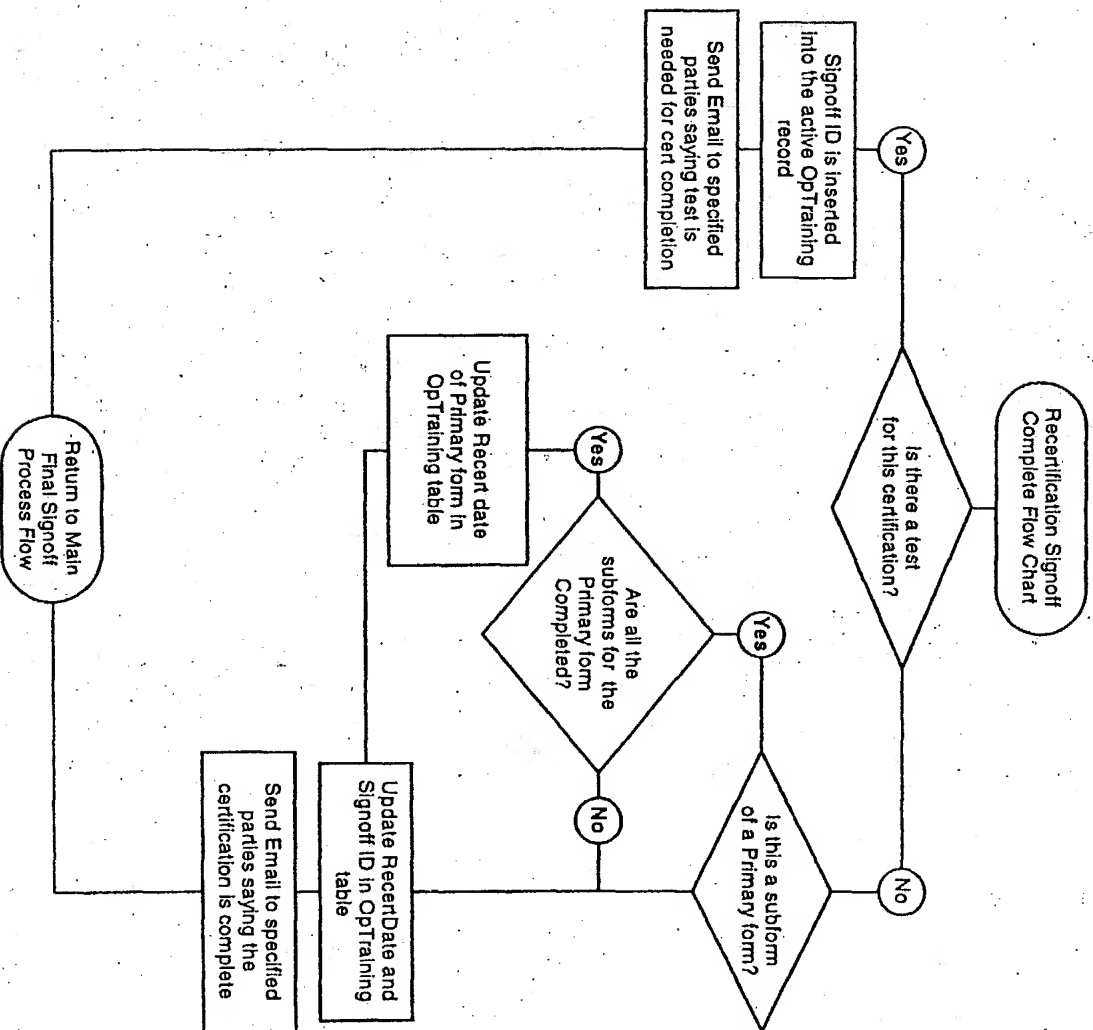 Recertification Signoff
Complete Flow Chart
Is there a test
for this certification?
Yes
No
Signoff ID is inserted
into the active OpTraining
record
Send Email to specified
parties saying test is
needed for cert completion
Is this a subform
of a Primary form?
Yes
Are all the
subforms for the
Primary form
Completed?
Yes
No
Update Recert date
of Primary form in
OpTraining table
Update RecertDate and
Signoff ID in OpTraining
table
Send Email to specified
parties saying the
certification is complete
Return to Main
Final Signoff
Process Flow